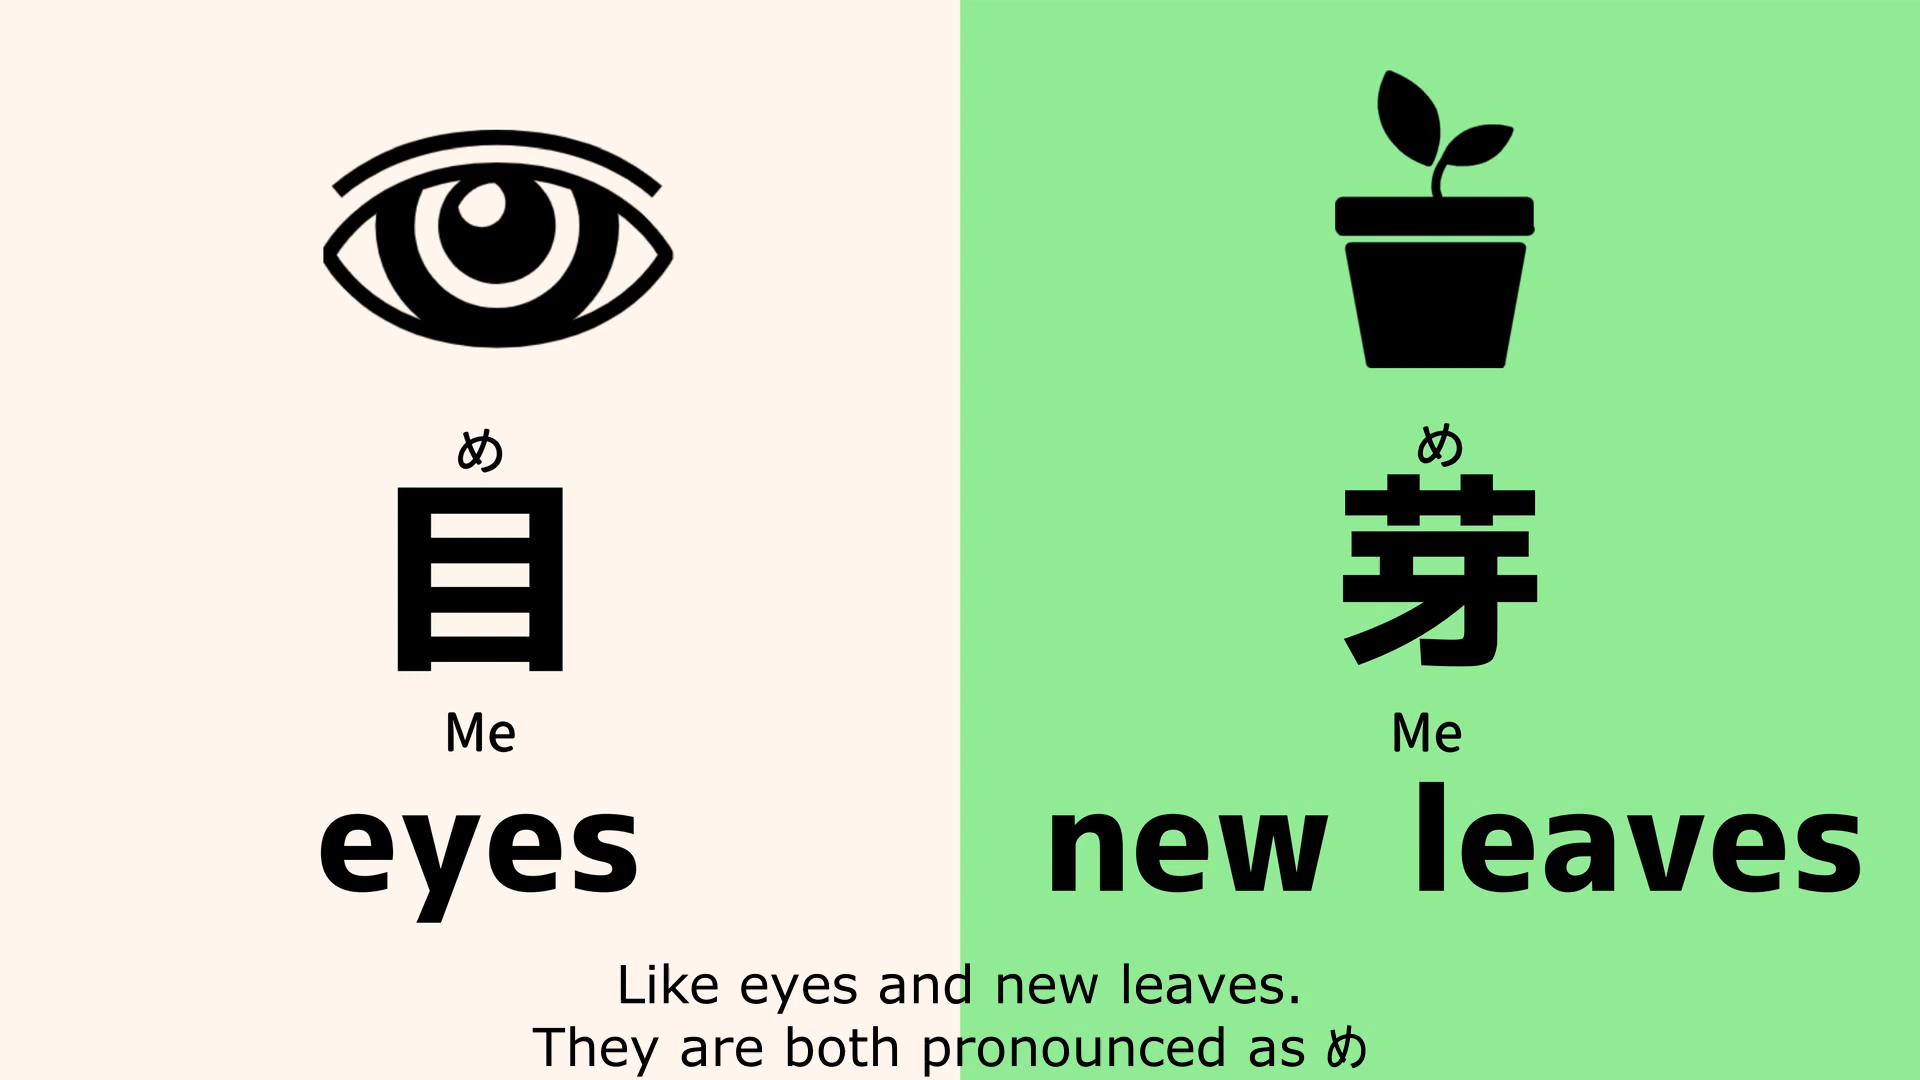 め
目
Me
eyes
め
芽
Me
new leaves
Like eyes and new leaves.
They are both pronounced as め